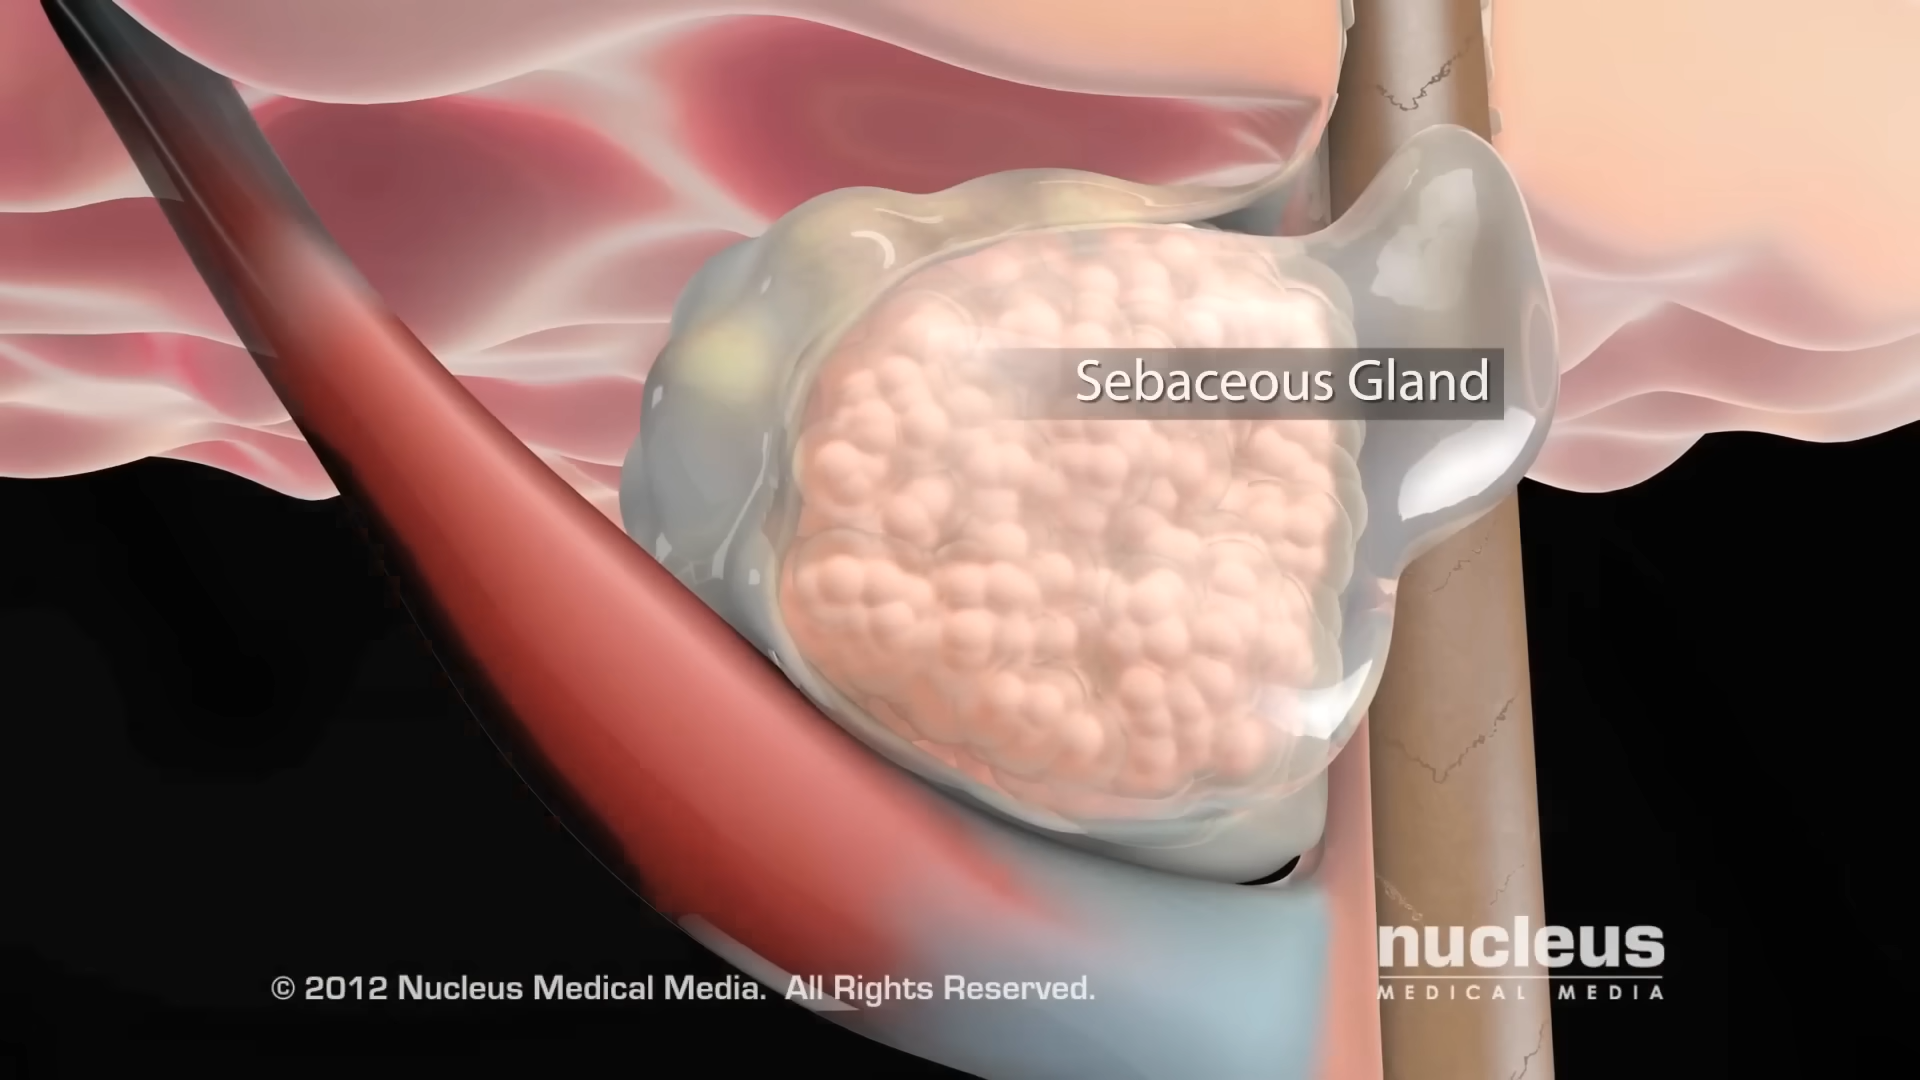 Sebaceous Gland
© 2012 Nucleus Medical Media. All Rights Reserved.
nucleus
MEDICAL MEDIA